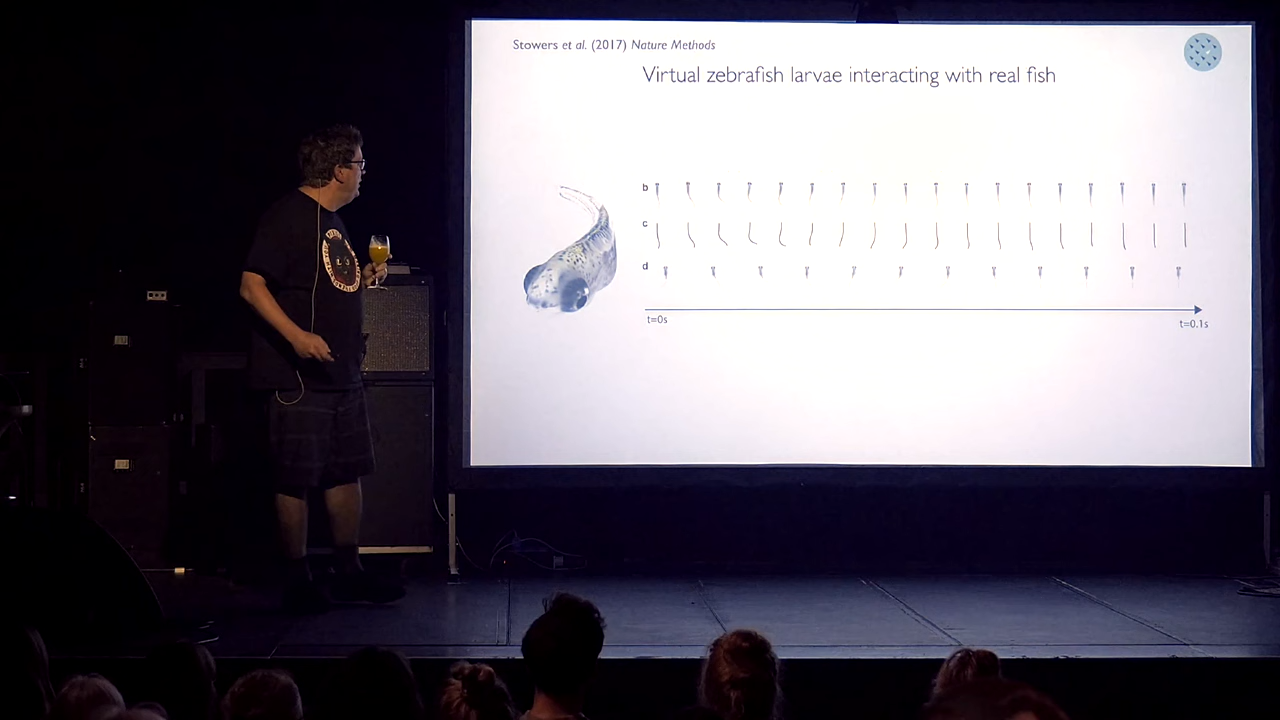 Stowers et al. (2017) Nature Methods
Virtual zebrafish larvae interacting with real fish
b
c
d
t=0s
t=0.1s